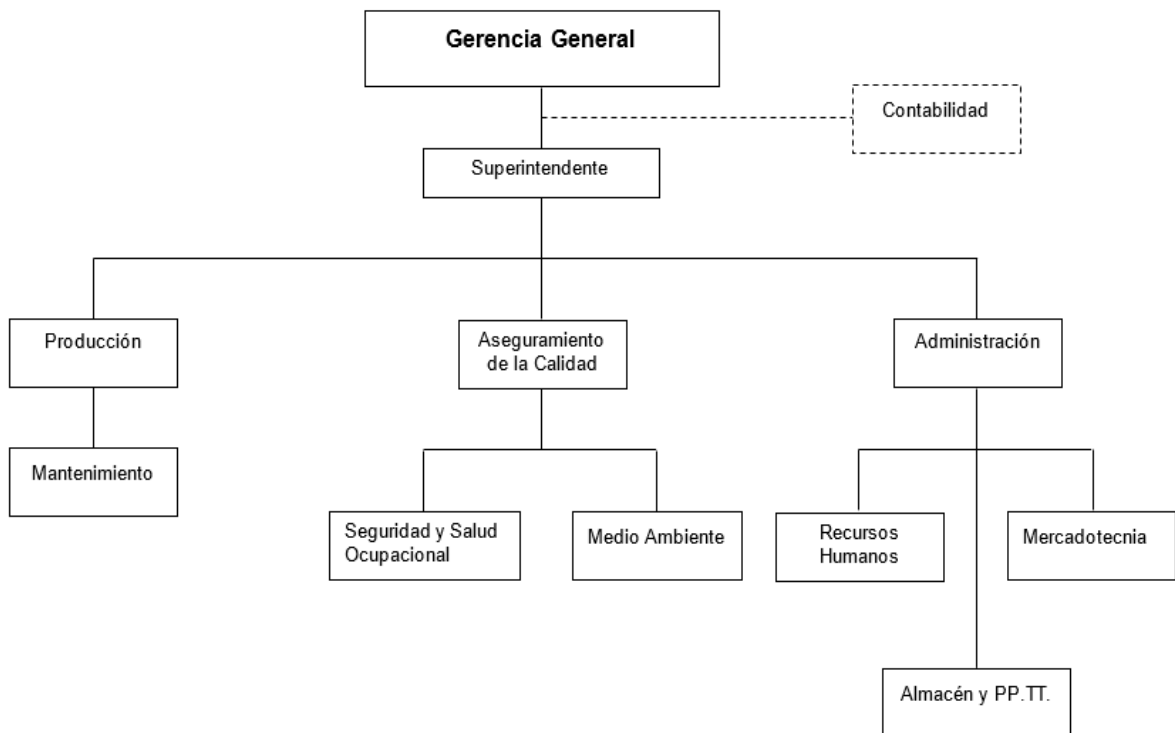 Gerencia General
Contabilidad
Superintendente
Producción
Aseguramiento
de la Calidad
Administración
Mantenimiento
Seguridad y Salud
Ocupacional
Medio Ambiente
Recursos
Humanos
Mercadotecnia
Almacén y PP.TT.